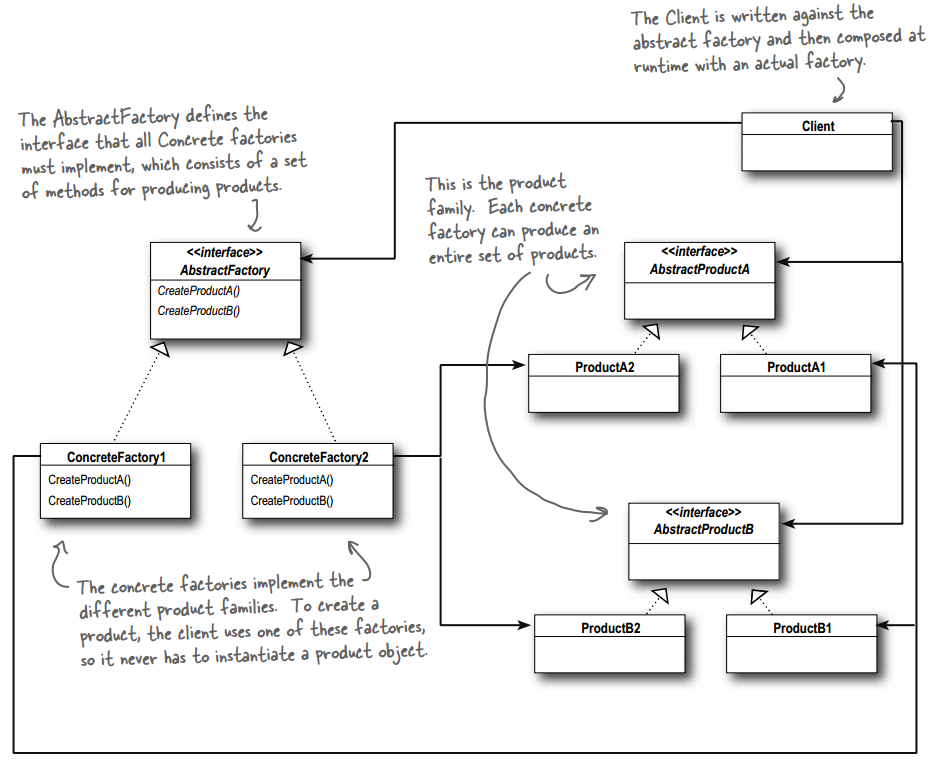 The Client is written against the
abstract factory and then composed at
runtime with an actual factory.
Client
The AbstractFactory defines the
interface that all Concrete factories
must implement, which consists of a set
of methods for producing products.
This is the product
family. Each concrete
factory can produce an
entire set of products.
<<interface>>
AbstractFactory
CreateProductA()
CreateProductB()
<<interface>>
AbstractProductA
ProductA2
ProductA1
ConcreteFactory1
CreateProductA()
CreateProductB()
ConcreteFactory2
CreateProductA()
CreateProductB()
<<interface>>
AbstractProductB
ProductB2
ProductB1
The concrete factories implement the
different product families. To create a
product, the client uses one of these factories,
so it never has to instantiate a product object.